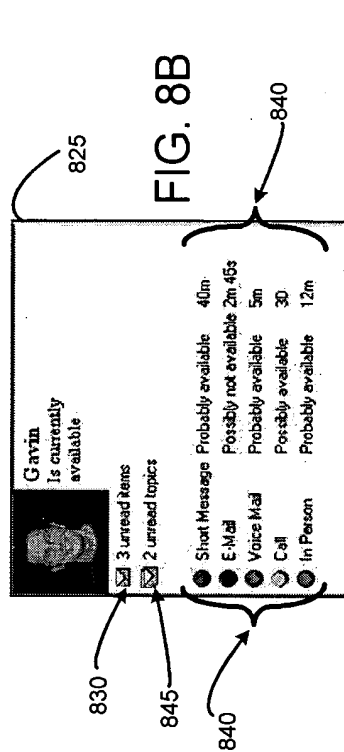 825
Gavin
Is currently
available
830
3 unread items
845
2 unread topics
Short Message Probably available 40m
E-Mail Possibly not available 2m 45s
Voice Mail Probably available 5m
Call Possibly available 30
In Person Probably available 12m
840
840
FIG. 8B